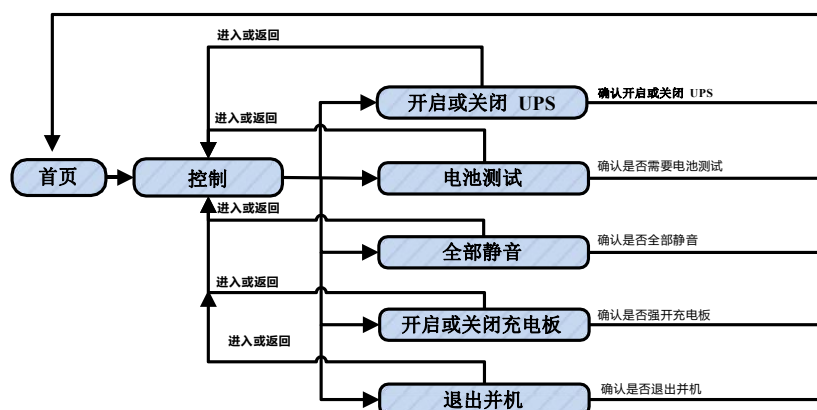 进入或返回
开启或关闭 UPS
确认开启或关闭 UPS
进入或返回
首页
控制
电池测试
确认是否需要电池测试
进入或返回
全部静音
确认是否全部静音
进入或返回
开启或关闭充电板
确认是否强开充电板
进入或返回
退出并机
确认是否退出并机